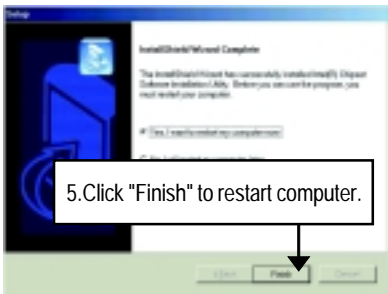 Setup
InstallShield Wizard Complete
The InstallShield Wizard has successfully installed Intel(R) Chipset
Software Installation Utility. Before you can use the program, you
must restart your computer.
Yes, I want to restart my computer now.
5.Click "Finish" to restart computer.
< Back Finish Cancel